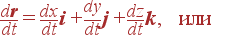 d𝒓/dt = dx/dt 𝒊 + dy/dt 𝒋 + dz/dt 𝒌, или